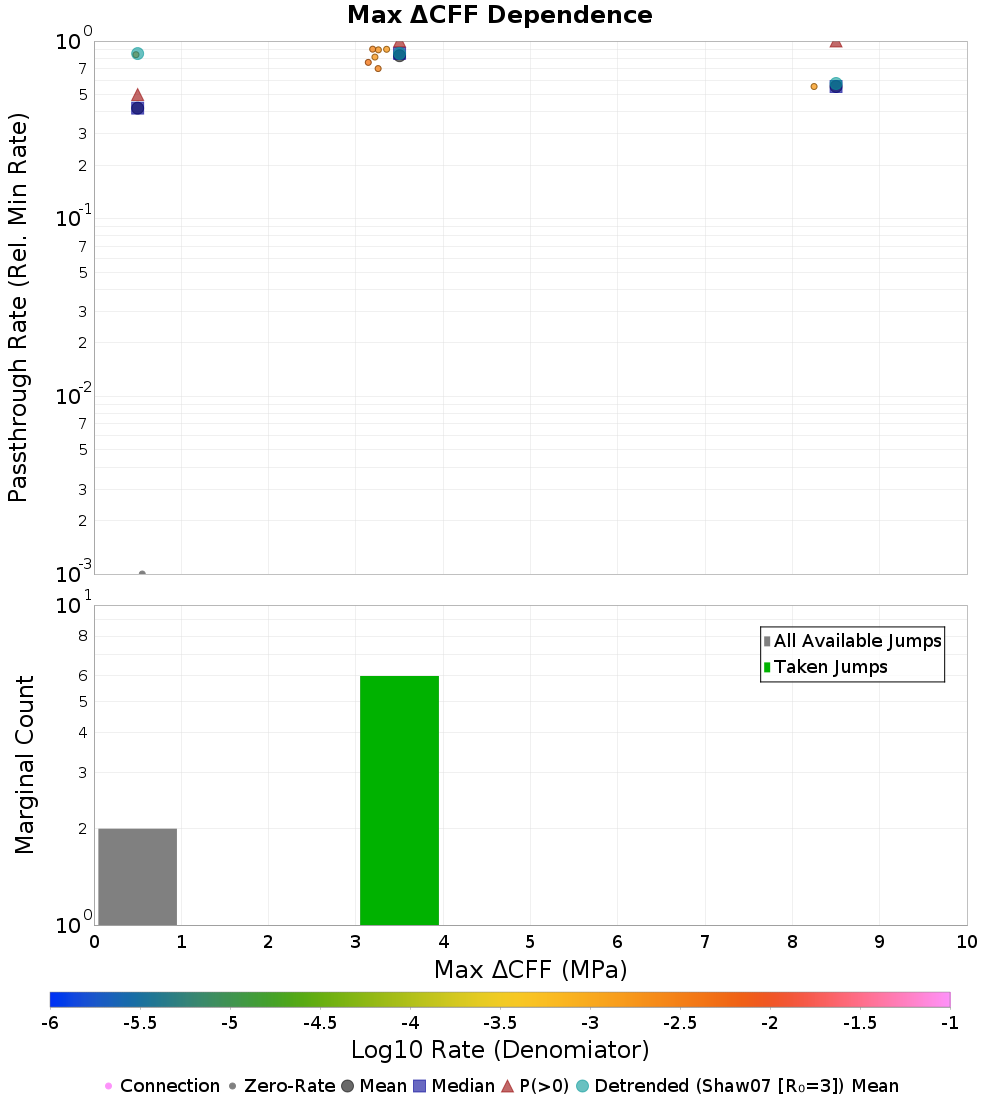 Max ΔCFF Dependence
10^0
7
5
3
2
10^-1
7
5
3
2
10^-2
7
5
3
2
10^-3
Passthrough Rate (Rel. Min Rate)
10^1
8
6
5
4
3
2
10^0
Marginal Count
All Available Jumps
Taken Jumps
0 1 2 3 4 5 6 7 8 9 10
Max ΔCFF (MPa)
-6 -5.5 -5 -4.5 -4 -3.5 -3 -2.5 -2 -1.5 -1
Log10 Rate (Denomiator)
Connection Zero-Rate Mean Median P(>0) Detrended (Shaw07 [R₀=3]) Mean